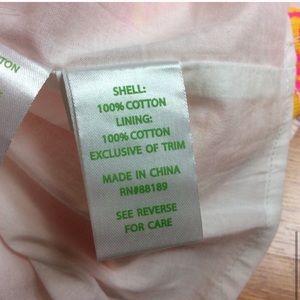 SHELL:
100% COTTON
LINING:
100% COTTON
EXCLUSIVE OF TRIM
MADE IN CHINA
RN#88189
SEE REVERSE
FOR CARE